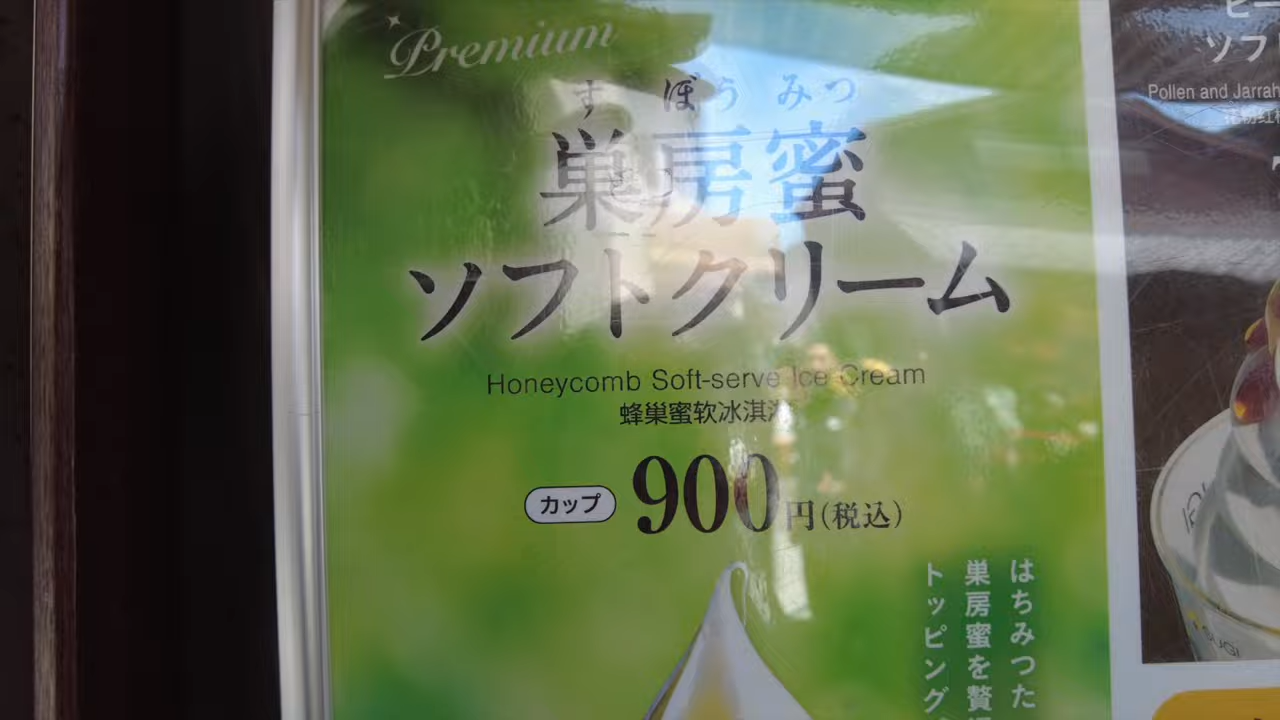 Premium
すぼうみつ
巣房蜜
ソフトクリーム
Honeycomb Soft-serve Ice Cream
蜂巢蜜软冰淇
カップ 900円(税込)
はちみつた
巣房蜜を贅
トッピング
ソフ
Pollen and Jarrah